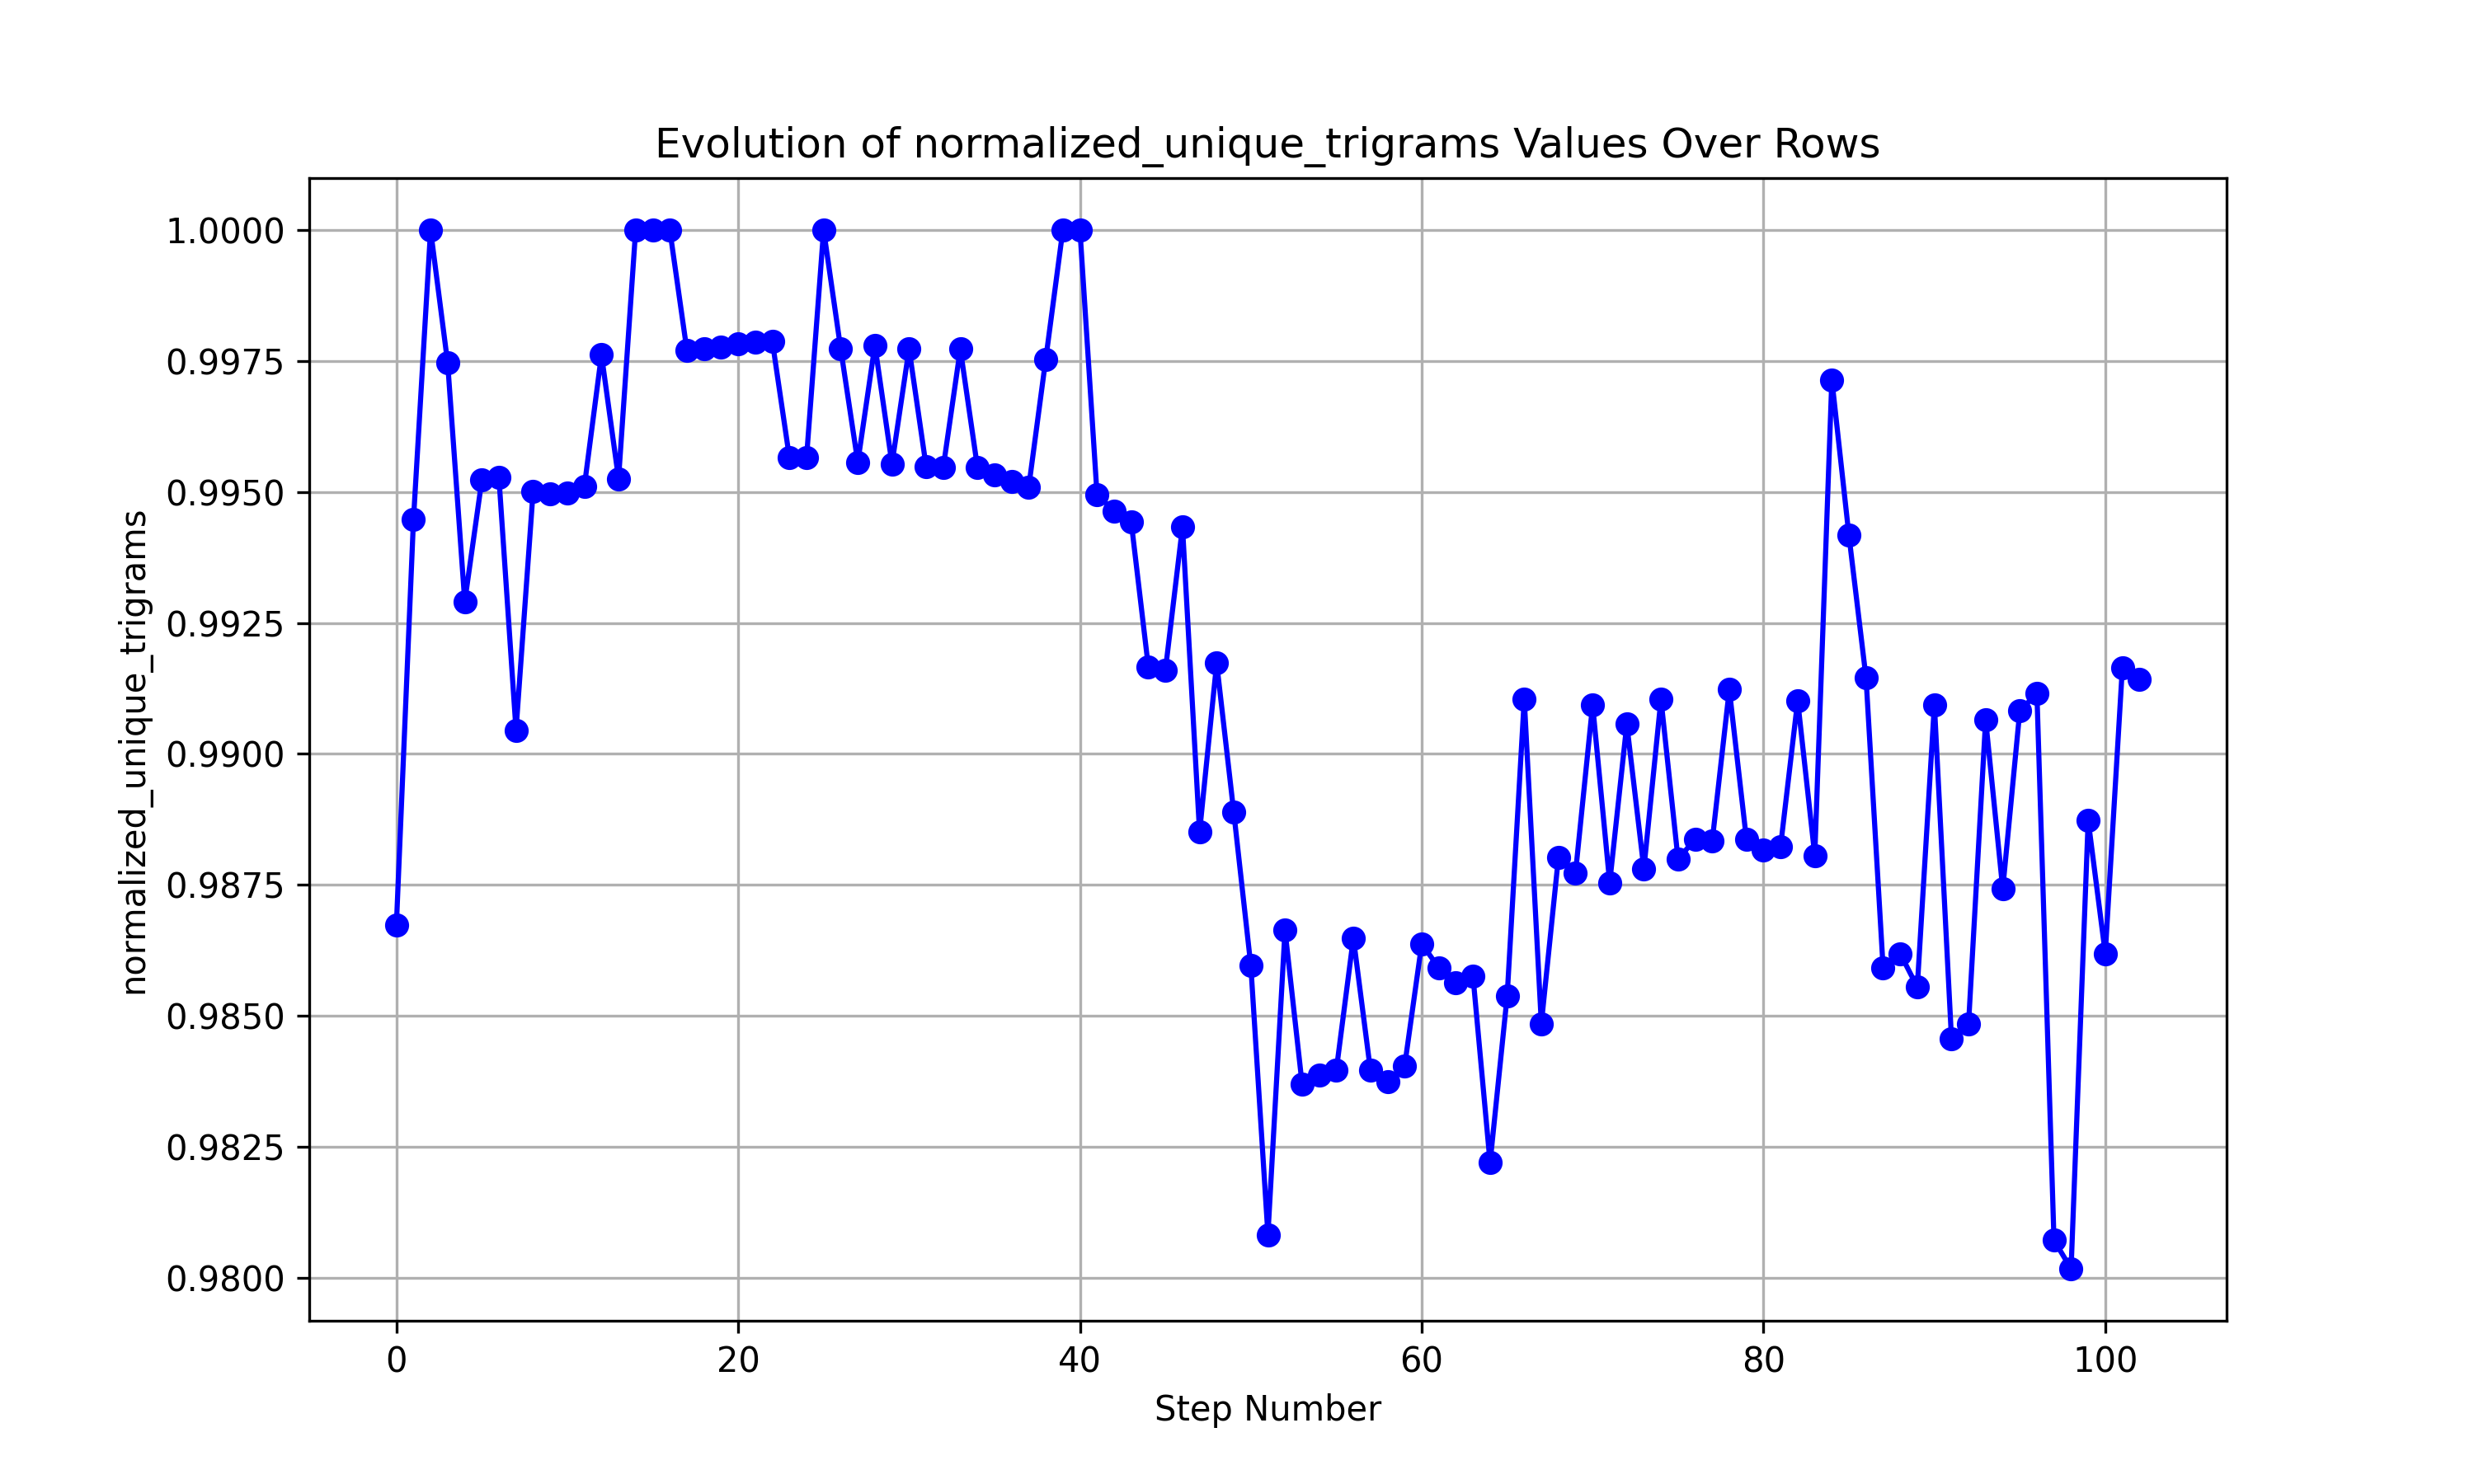 Evolution of normalized_unique_trigrams Values Over Rows
normalized_unique_trigrams
1.0000
0.9975
0.9950
0.9925
0.9900
0.9875
0.9850
0.9825
0.9800
0 20 40 60 80 100
Step Number